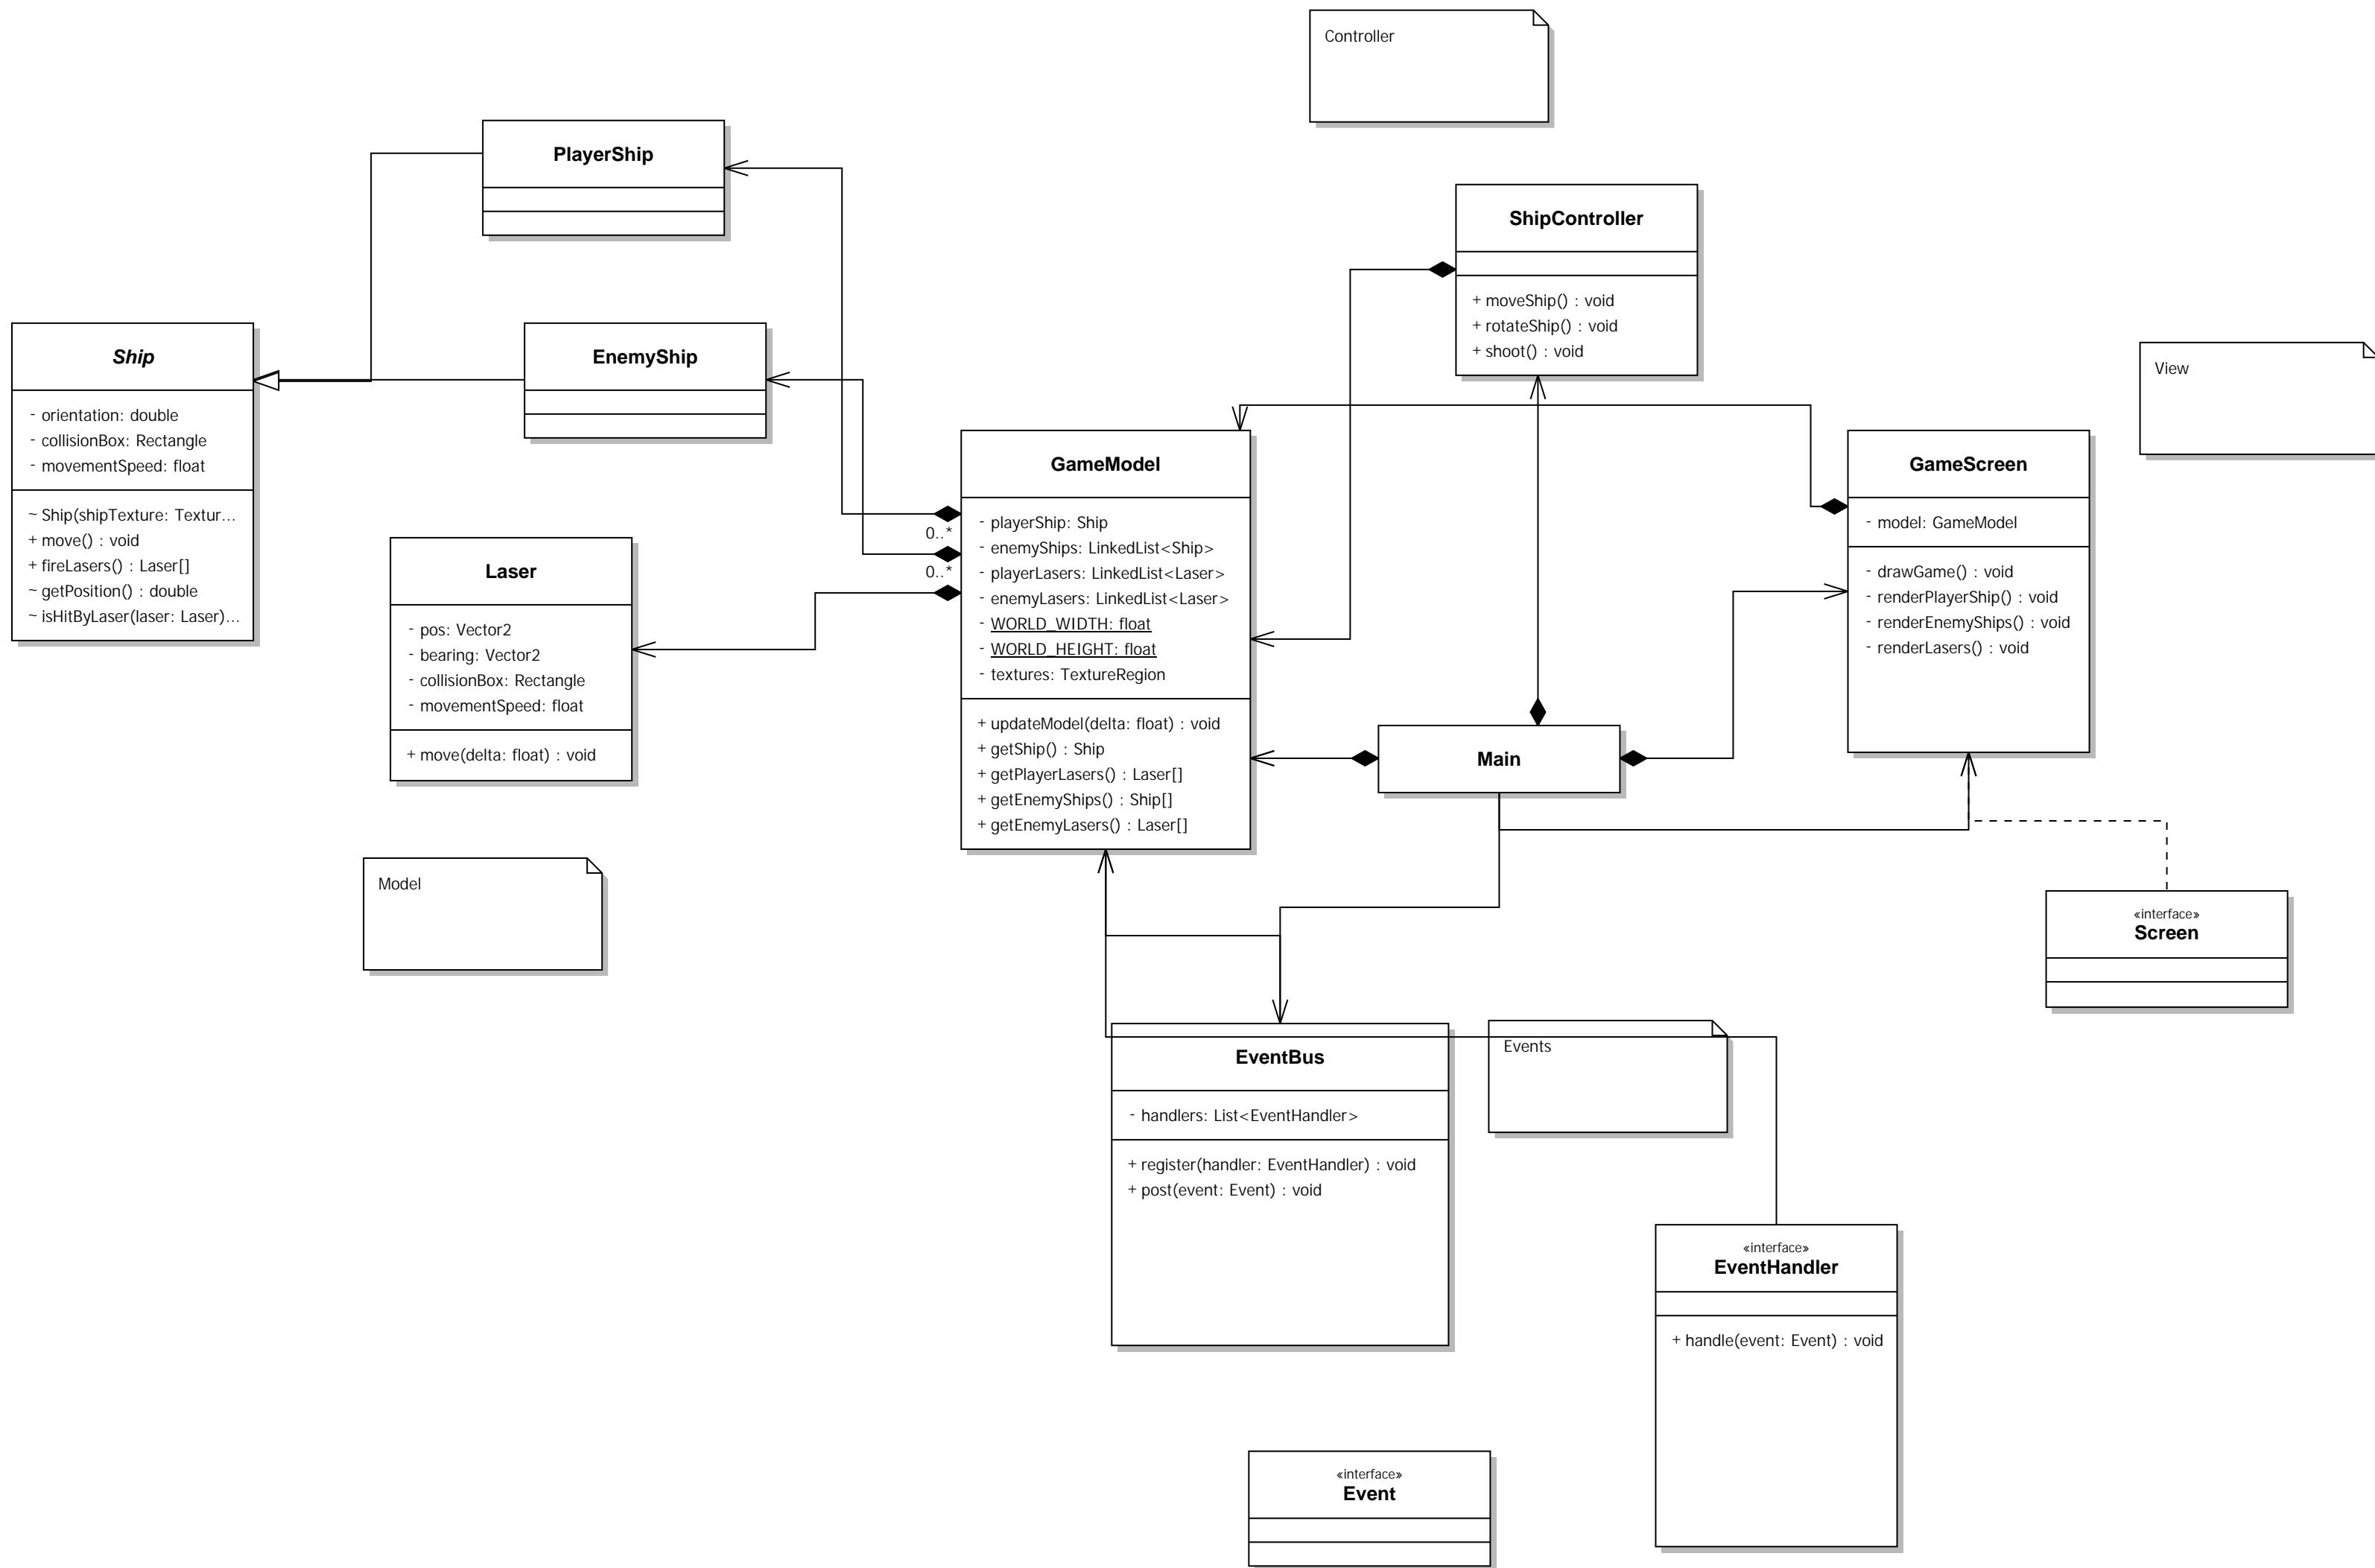 Controller
PlayerShip
ShipController
+ moveShip() : void
+ rotateShip() : void
+ shoot() : void
Ship
- orientation: double
- collisionBox: Rectangle
- movementSpeed: float
~ Ship(shipTexture: Textur...
+ move() : void
+ fireLasers() : Laser[]
~ getPosition() : double
~ isHitByLaser(laser: Laser)...
EnemyShip
View
GameModel
- playerShip: Ship
- enemyShips: LinkedList<Ship>
- playerLasers: LinkedList<Laser>
- enemyLasers: LinkedList<Laser>
- WORLD_WIDTH: float
- WORLD_HEIGHT: float
- textures: TextureRegion
+ updateModel(delta: float) : void
+ getShip() : Ship
+ getPlayerLasers() : Laser[]
+ getEnemyShips() : Ship[]
+ getEnemyLasers() : Laser[]
0..*
0..*
GameScreen
- model: GameModel
- drawGame() : void
- renderPlayerShip() : void
- renderEnemyShips() : void
- renderLasers() : void
Laser
- pos: Vector2
- bearing: Vector2
- collisionBox: Rectangle
- movementSpeed: float
+ move(delta: float) : void
Main
Model
«interface»
Screen
EventBus
- handlers: List<EventHandler>
+ register(handler: EventHandler) : void
+ post(event: Event) : void
Events
«interface»
EventHandler
+ handle(event: Event) : void
«interface»
Event